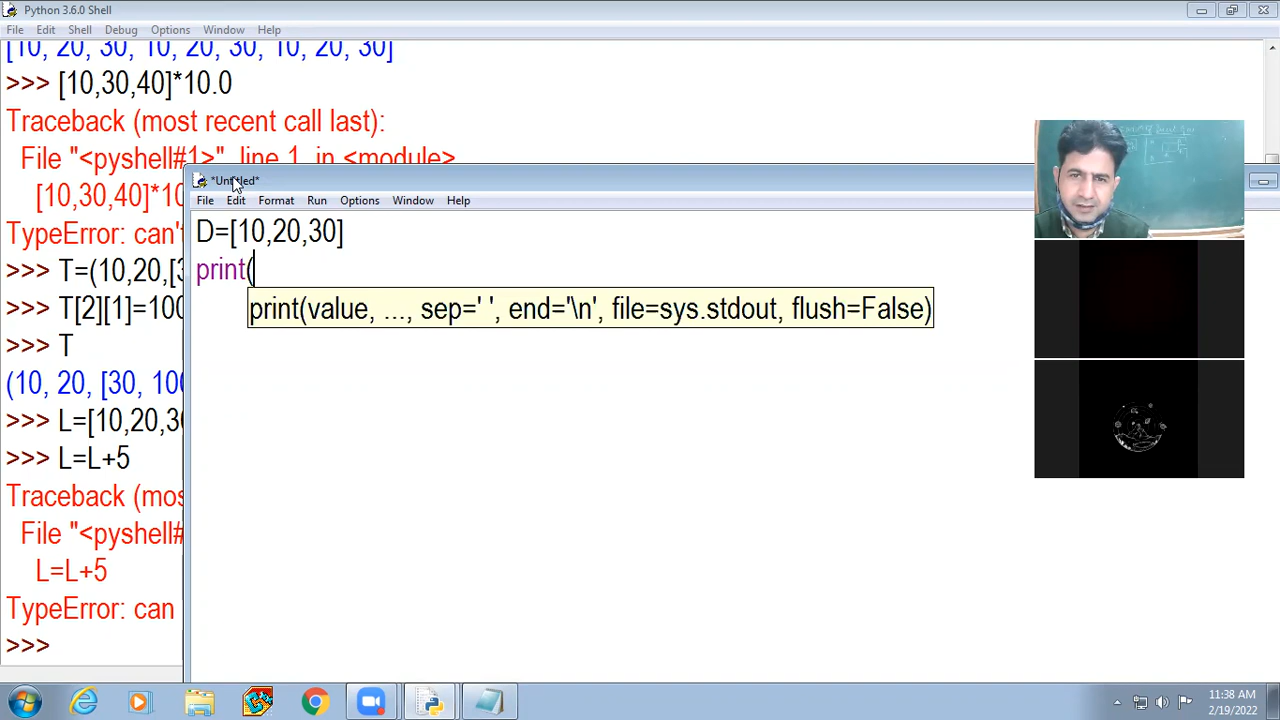 Python 3.6.0 Shell
File Edit Shell Debug Options Window Help
[10, 20, 30, 10, 20, 30, 10, 20, 30]
>>> [10,30,40]*10.0
Traceback (most recent call last):
File "<pyshell#1>", line 1, in <module>
[10,30,40]*10
TypeError: can't
>>> T=(10,20,[3
>>> T[2][1]=100
>>> T
(10, 20, [30, 100
>>> L=[10,20,30
>>> L=L+5
Traceback (mos
File "<pyshell#
L=L+5
TypeError: can
>>>
*Untitled*
File Edit Format Run Options Window Help
D=[10,20,30]
print(
print(value, ..., sep=' ', end='\n', file=sys.stdout, flush=False)
11:38 AM
2/19/2022